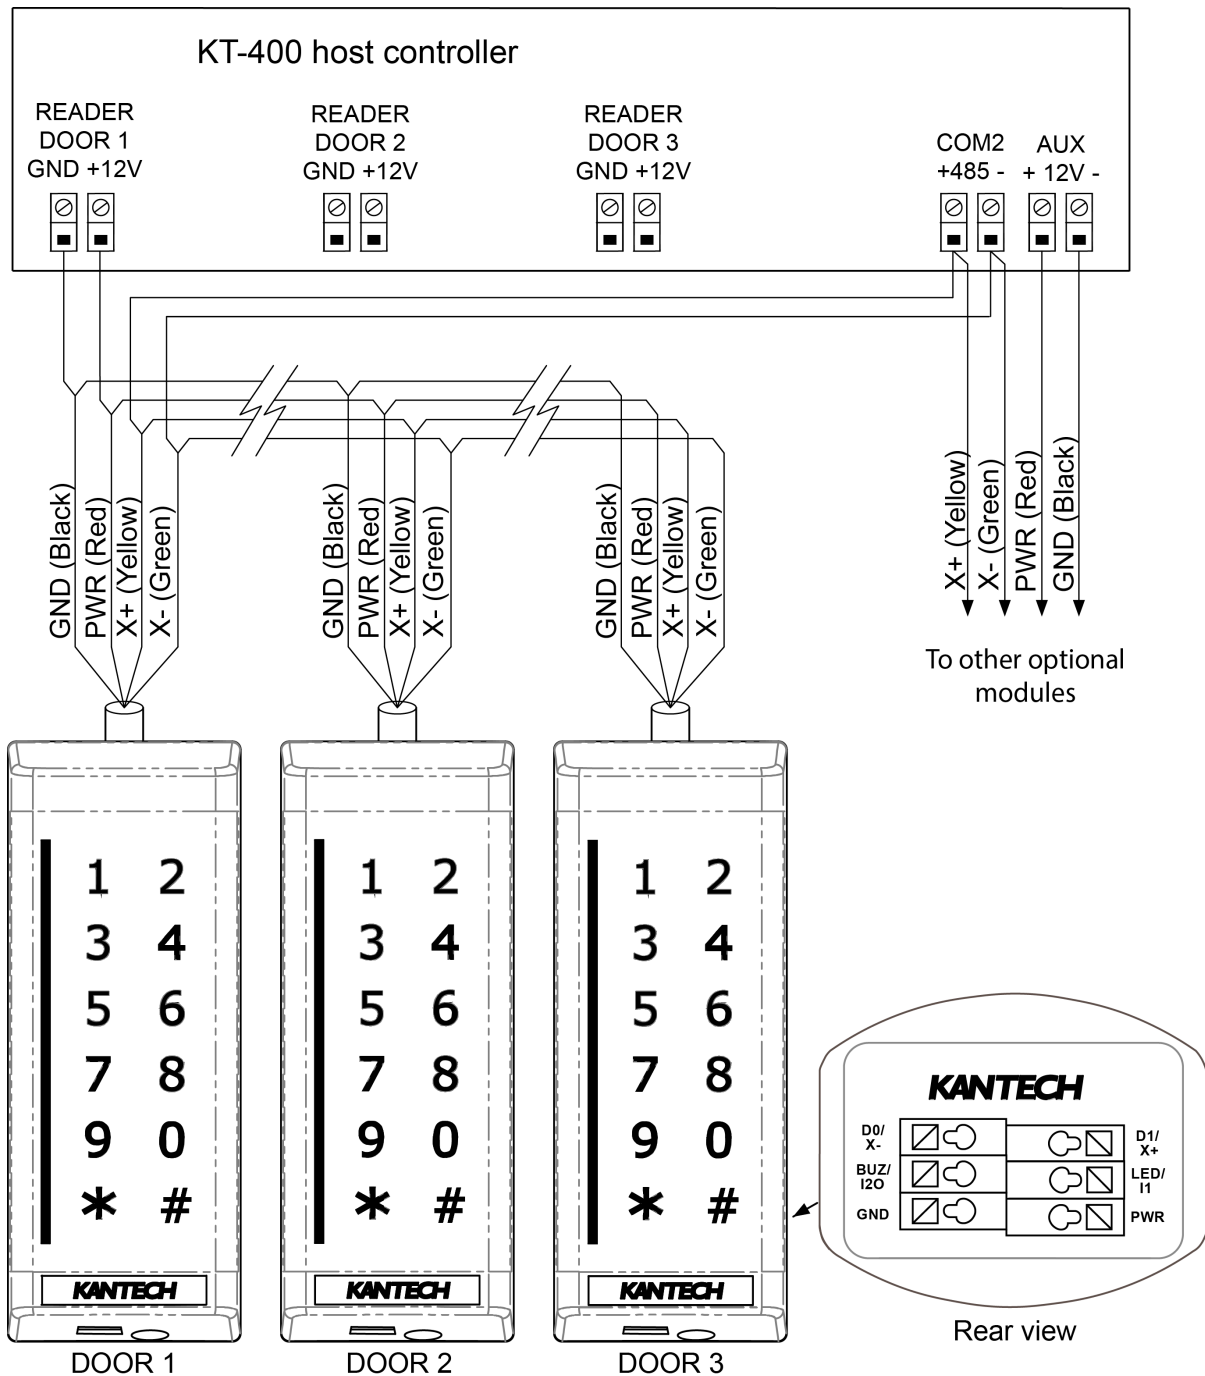 KT-400 host controller
READER
DOOR 1
GND +12V
READER
DOOR 2
GND +12V
READER
DOOR 3
GND +12V
COM2
+485 -
AUX
+ 12V -
GND (Black)
PWR (Red)
X+ (Yellow)
X- (Green)
GND (Black)
PWR (Red)
X+ (Yellow)
X- (Green)
GND (Black)
PWR (Red)
X+ (Yellow)
X- (Green)
X+ (Yellow)
X- (Green)
PWR (Red)
GND (Black)
To other optional
modules
1 2
3 4
5 6
7 8
9 0
* #
KANTECH
DOOR 1
1 2
3 4
5 6
7 8
9 0
* #
KANTECH
DOOR 2
1 2
3 4
5 6
7 8
9 0
* #
KANTECH
DOOR 3
KANTECH
D0/
X-
BUZ/
I2O
GND
D1/
X+
LED/
I1
PWR
Rear view